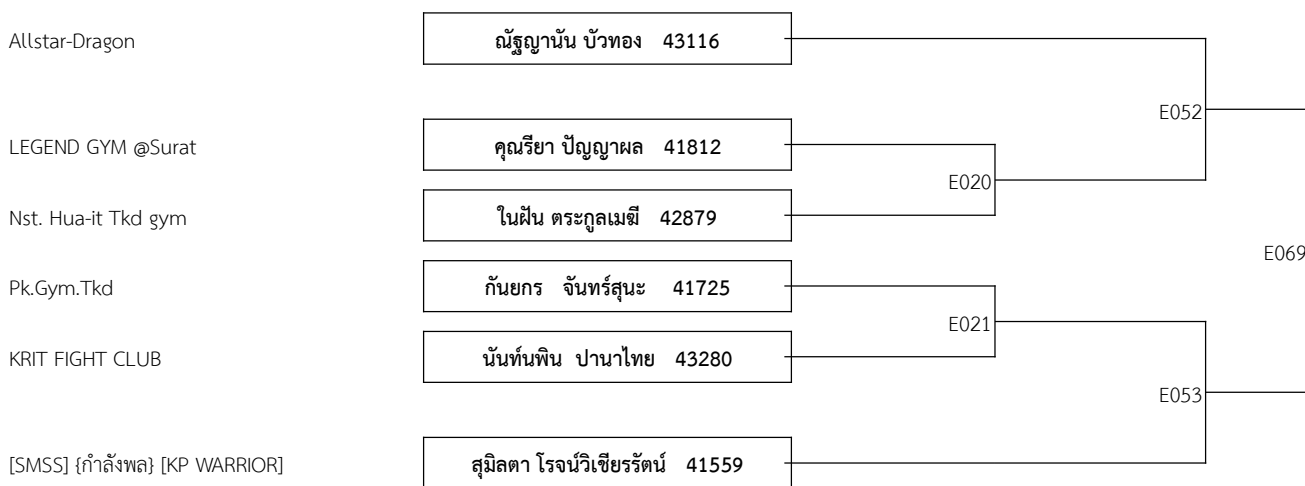 Allstar-Dragon ณัฐญานัน บัวทอง 43116
E052
LEGEND GYM @Surat คุณรียา ปัญญาผล 41812
E020
Nst. Hua-it Tkd gym ในฝัน ตระกูลเมฆี 42879
E069
Pk.Gym.Tkd กันยกร จันทร์สุนะ 41725
E021
KRIT FIGHT CLUB นันท์นพิน ปานาไทย 43280
E053
[SMSS] {กำลังพล} [KP WARRIOR] สุมิลตา โรจน์วิเชียรรัตน์ 41559